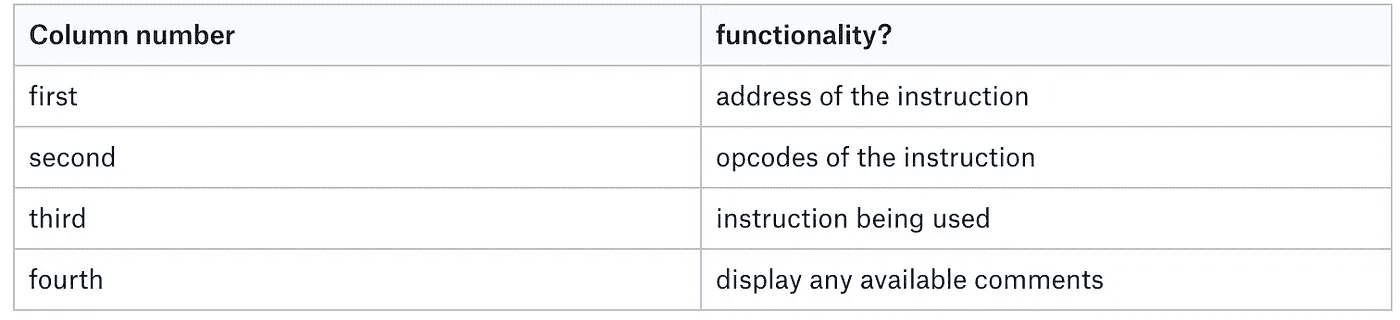 Column number functionality?
first address of the instruction
second opcodes of the instruction
third instruction being used
fourth display any available comments